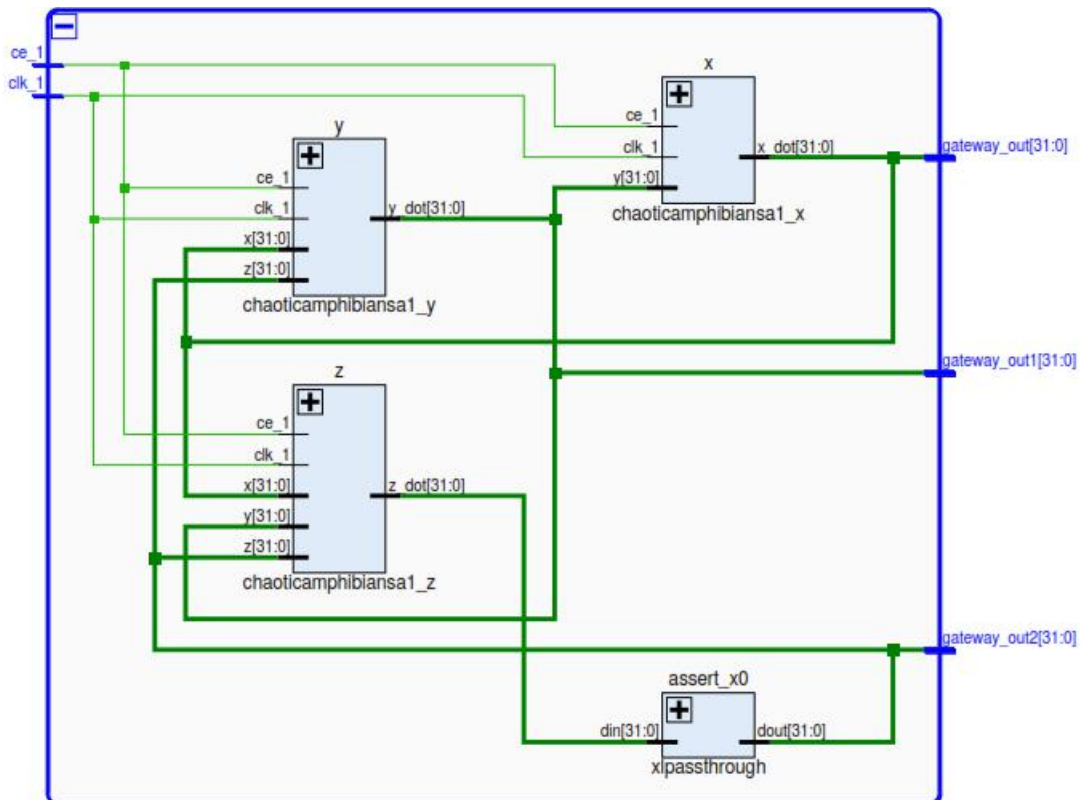 ce_1
clk_1
x
ce_1
clk_1
y[31:0]
x_dot[31:0]
chaoticamphibiansa1_x
gateway_out[31:0]
y
ce_1
clk_1
x[31:0]
z[31:0]
y_dot[31:0]
chaoticamphibiansa1_y
gateway_out1[31:0]
z
ce_1
clk_1
x[31:0]
y[31:0]
z[31:0]
z_dot[31:0]
chaoticamphibiansa1_z
gateway_out2[31:0]
assert_x0
din[31:0]
dout[31:0]
xlpassthrough